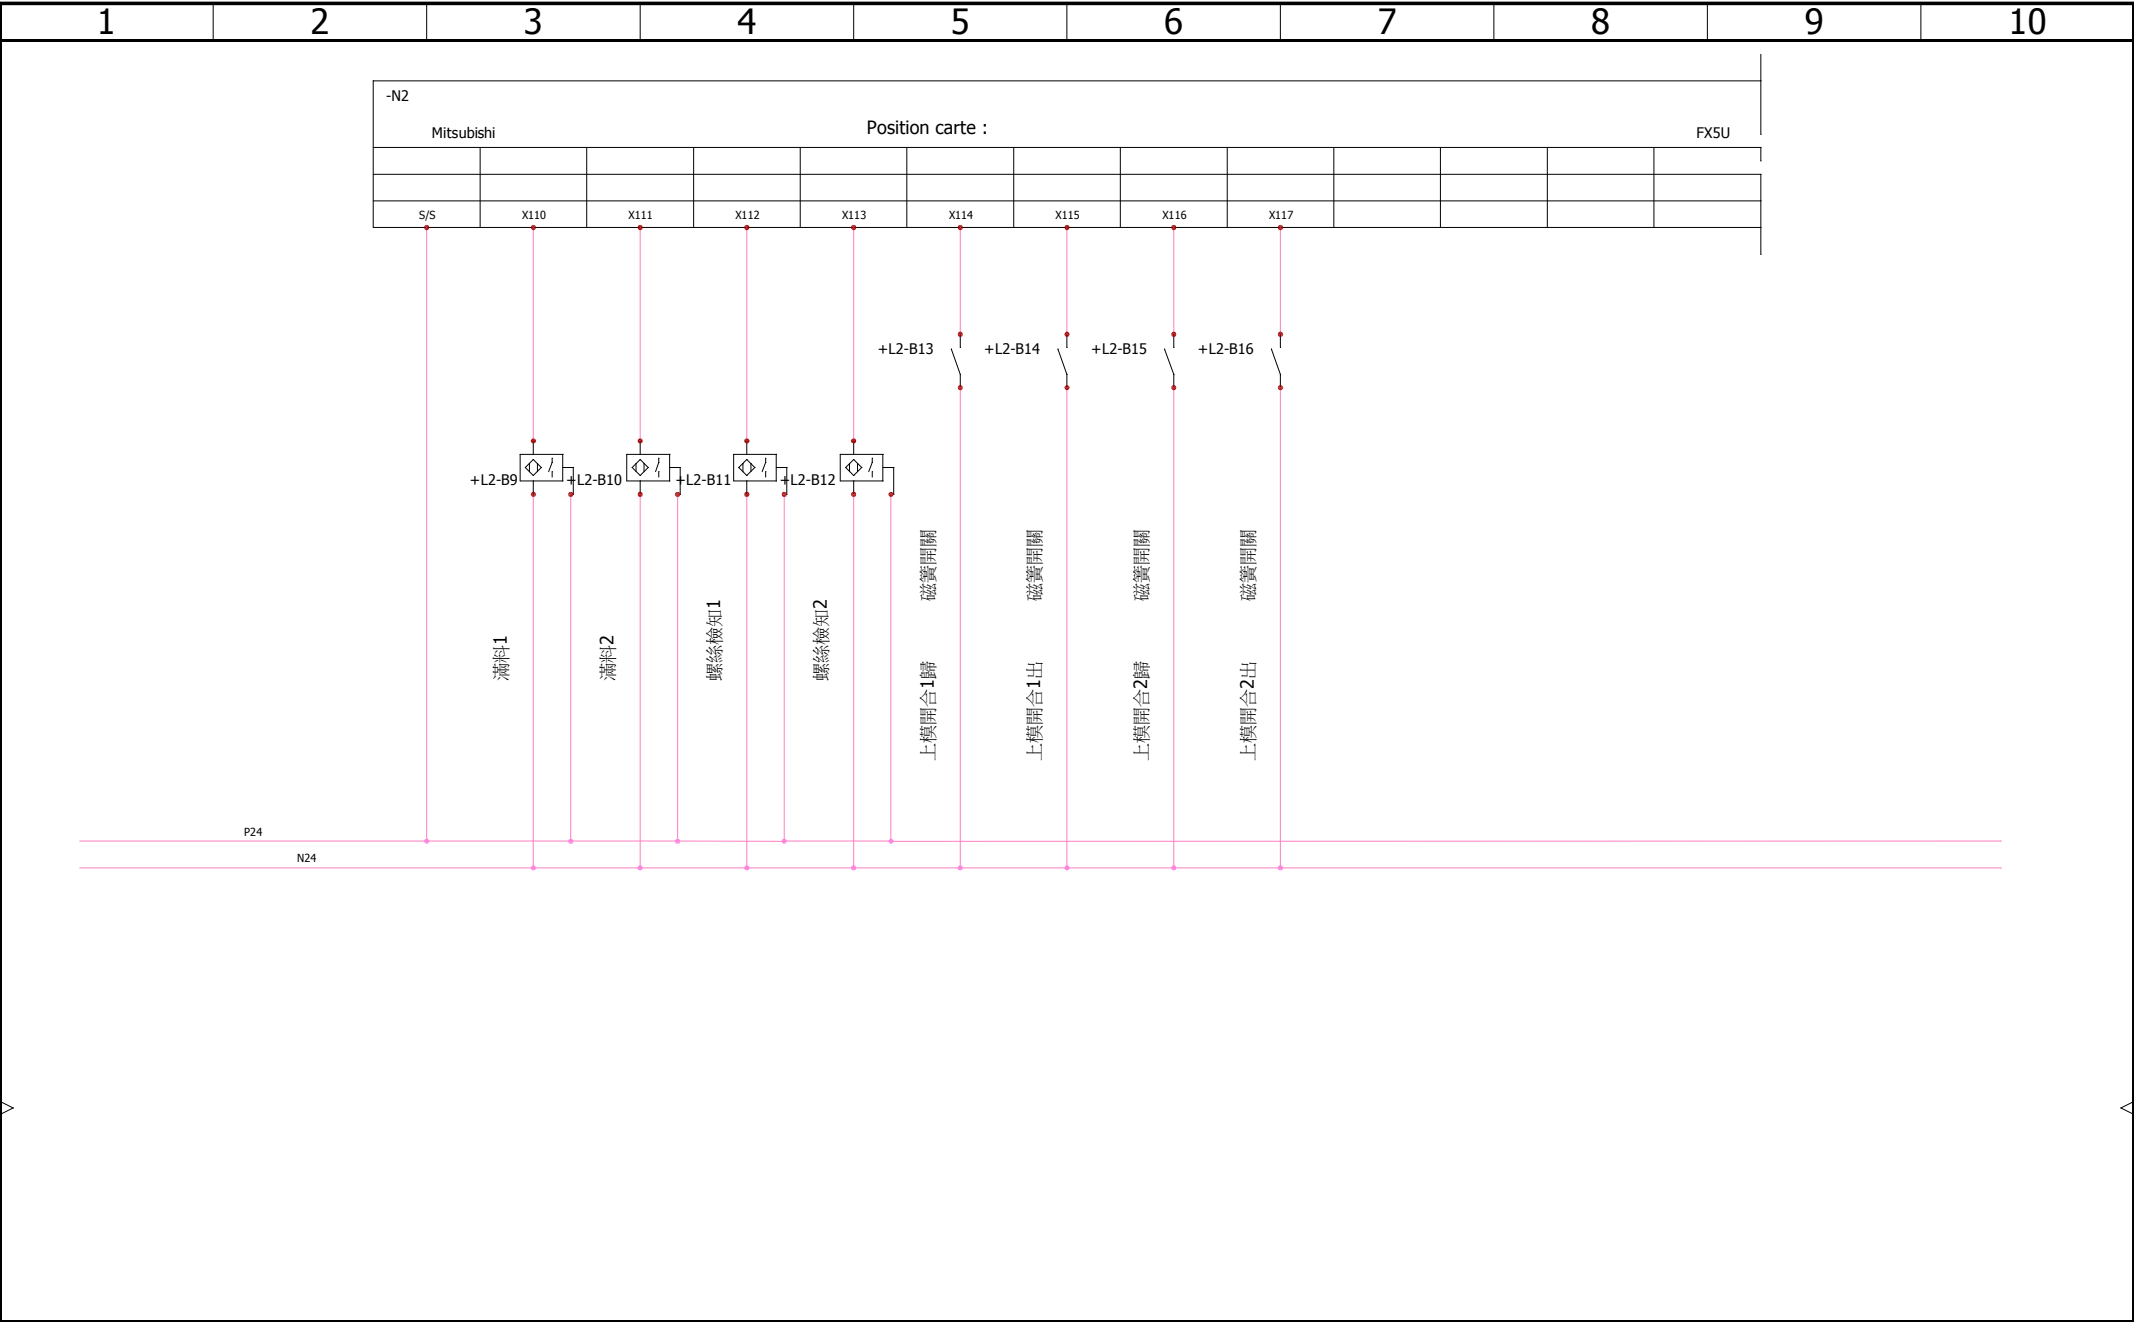 1 2 3 4 5 6 7 8 9 10
-N2
Mitsubishi Position carte : FX5U
S/S X110 X111 X112 X113 X114 X115 X116 X117
+L2-B13 +L2-B14 +L2-B15 +L2-B16
+L2-B9 +L2-B10 +L2-B11 +L2-B12
滿料1
滿料2
螺絲檢知1
螺絲檢知2
上模開合1歸 磁簧開關
上模開合1出 磁簧開關
上模開合2歸 磁簧開關
上模開合2出 磁簧開關
P24
N24